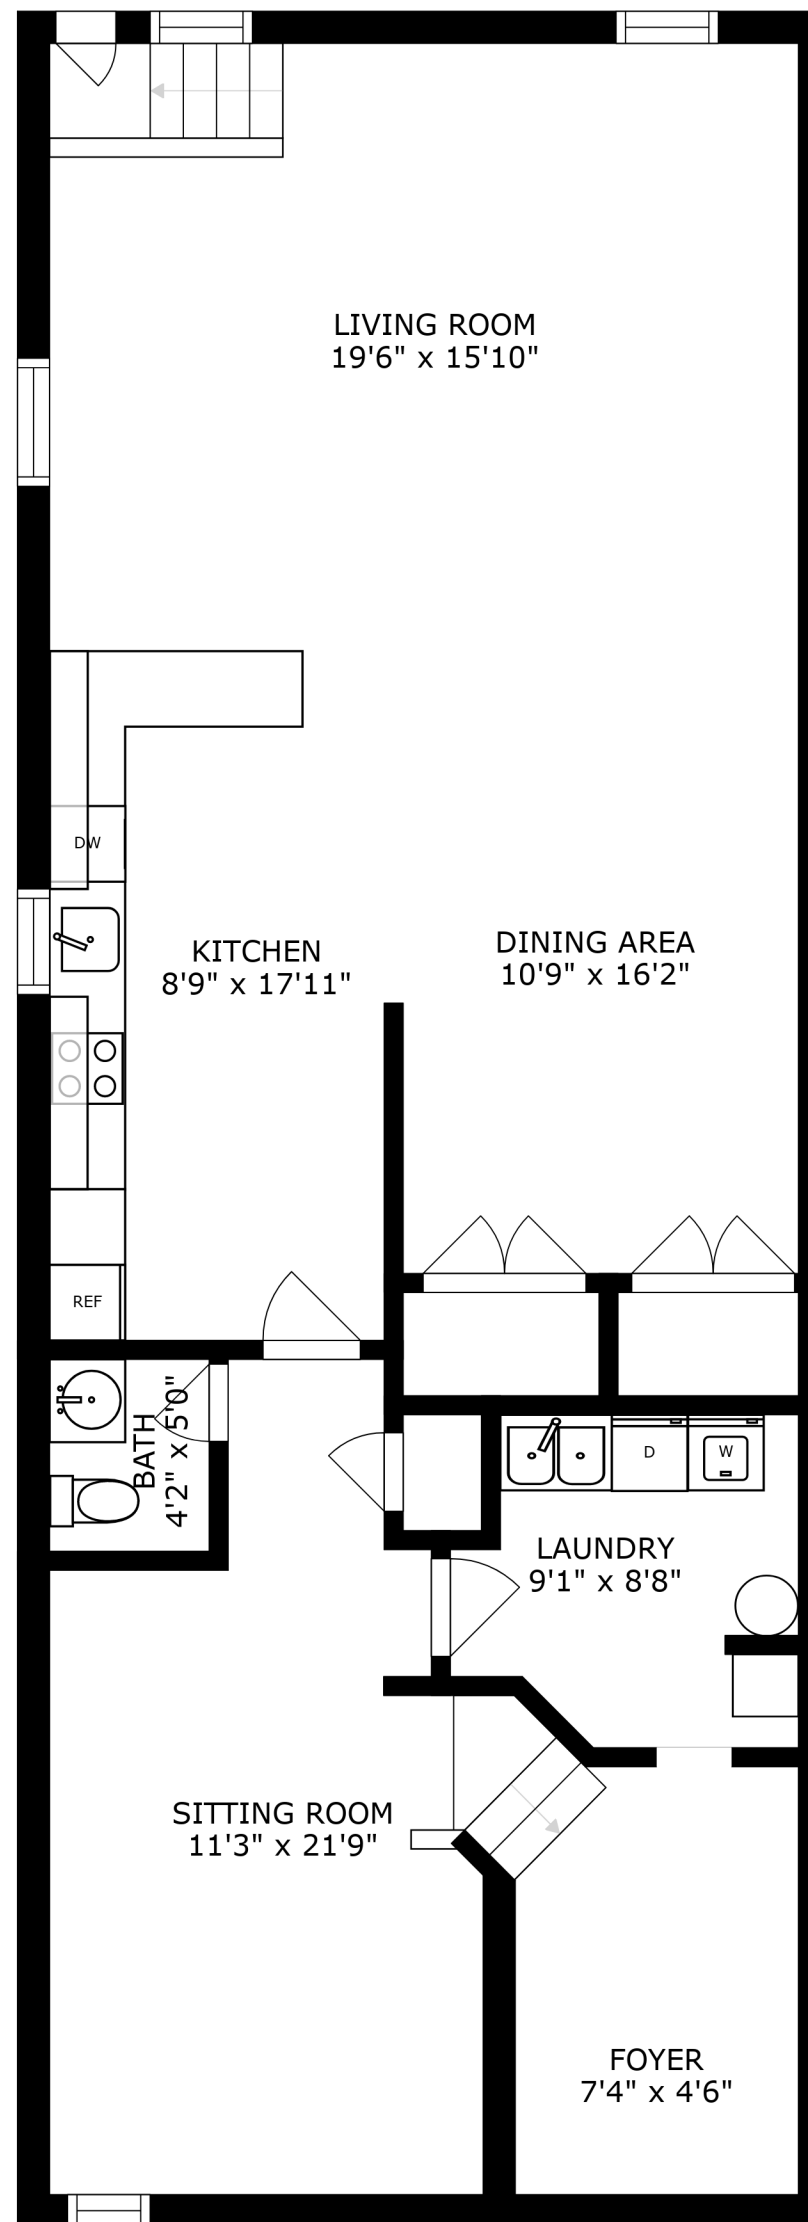 LIVING ROOM
19'6" x 15'10"
DW
KITCHEN
8'9" x 17'11"
DINING AREA
10'9" x 16'2"
REF
BATH
4'2" x 5'0"
D
W
LAUNDRY
9'1" x 8'8"
SITTING ROOM
11'3" x 21'9"
FOYER
7'4" x 4'6"